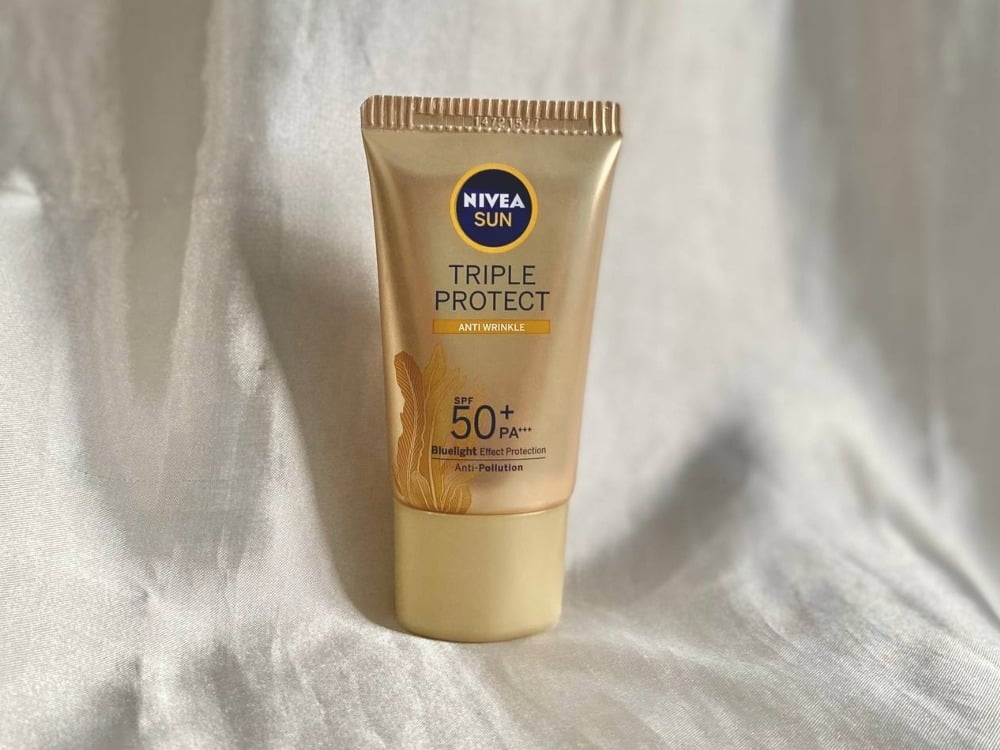 NIVEA
SUN
TRIPLE
PROTECT
ANTI WRINKLE
SPF
50+
PA+++
Bluelight Effect Protection
Anti-Pollution